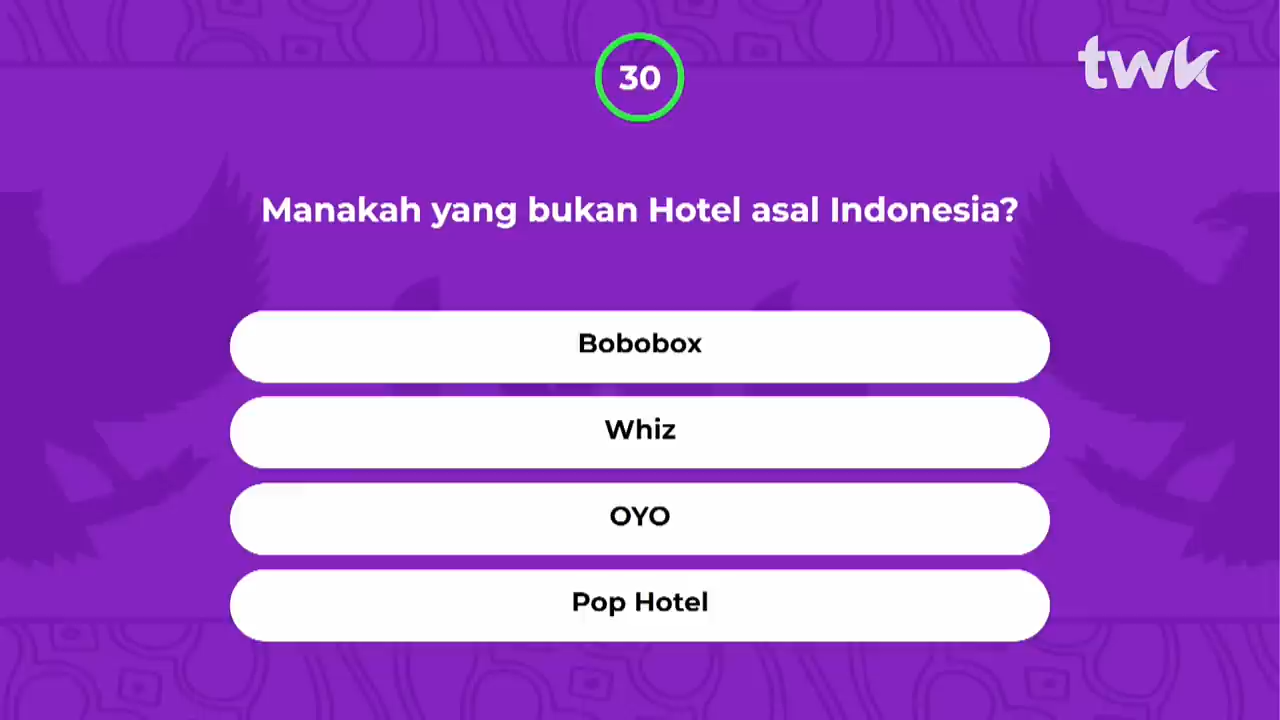 30
twk
Manakah yang bukan Hotel asal Indonesia?
Bobobox
Whiz
OYO
Pop Hotel